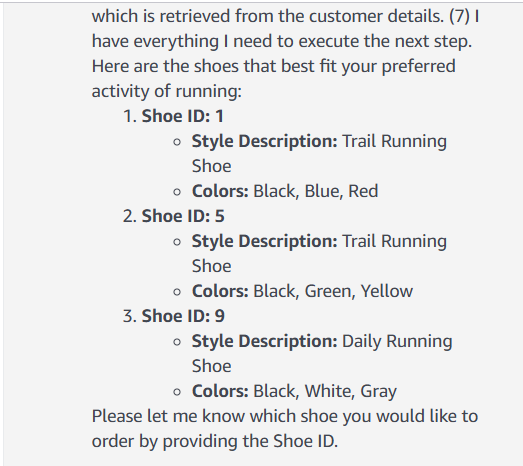 which is retrieved from the customer details. (7) I
have everything I need to execute the next step.
Here are the shoes that best fit your preferred
activity of running:
1. Shoe ID: 1
○ Style Description: Trail Running
Shoe
○ Colors: Black, Blue, Red
2. Shoe ID: 5
○ Style Description: Trail Running
Shoe
○ Colors: Black, Green, Yellow
3. Shoe ID: 9
○ Style Description: Daily Running
Shoe
○ Colors: Black, White, Gray
Please let me know which shoe you would like to
order by providing the Shoe ID.